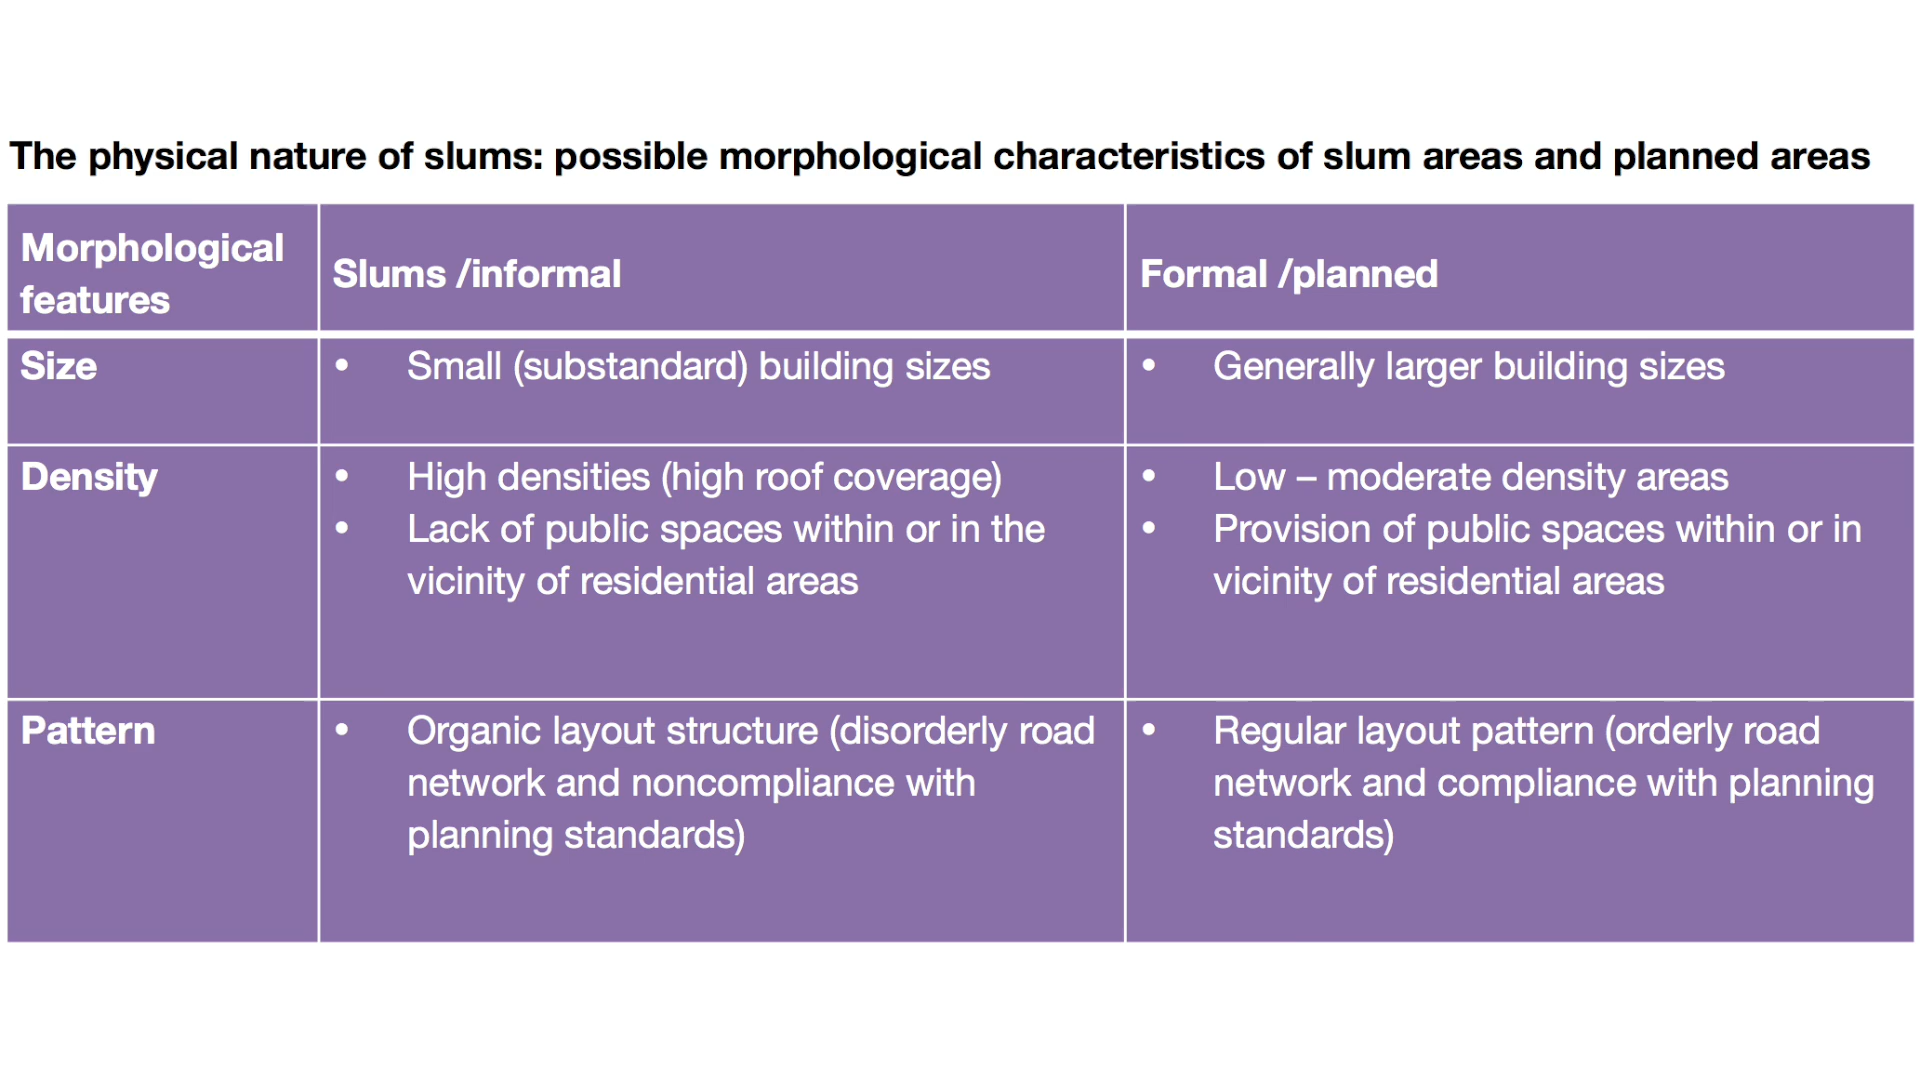 The physical nature of slums: possible morphological characteristics of slum areas and planned areas
Morphological
features
Slums /informal
Formal /planned
Size
• Small (substandard) building sizes
• Generally larger building sizes
Density
• High densities (high roof coverage)
• Lack of public spaces within or in the
vicinity of residential areas
• Low – moderate density areas
• Provision of public spaces within or in
vicinity of residential areas
Pattern
• Organic layout structure (disorderly road
network and noncompliance with
planning standards)
• Regular layout pattern (orderly road
network and compliance with planning
standards)